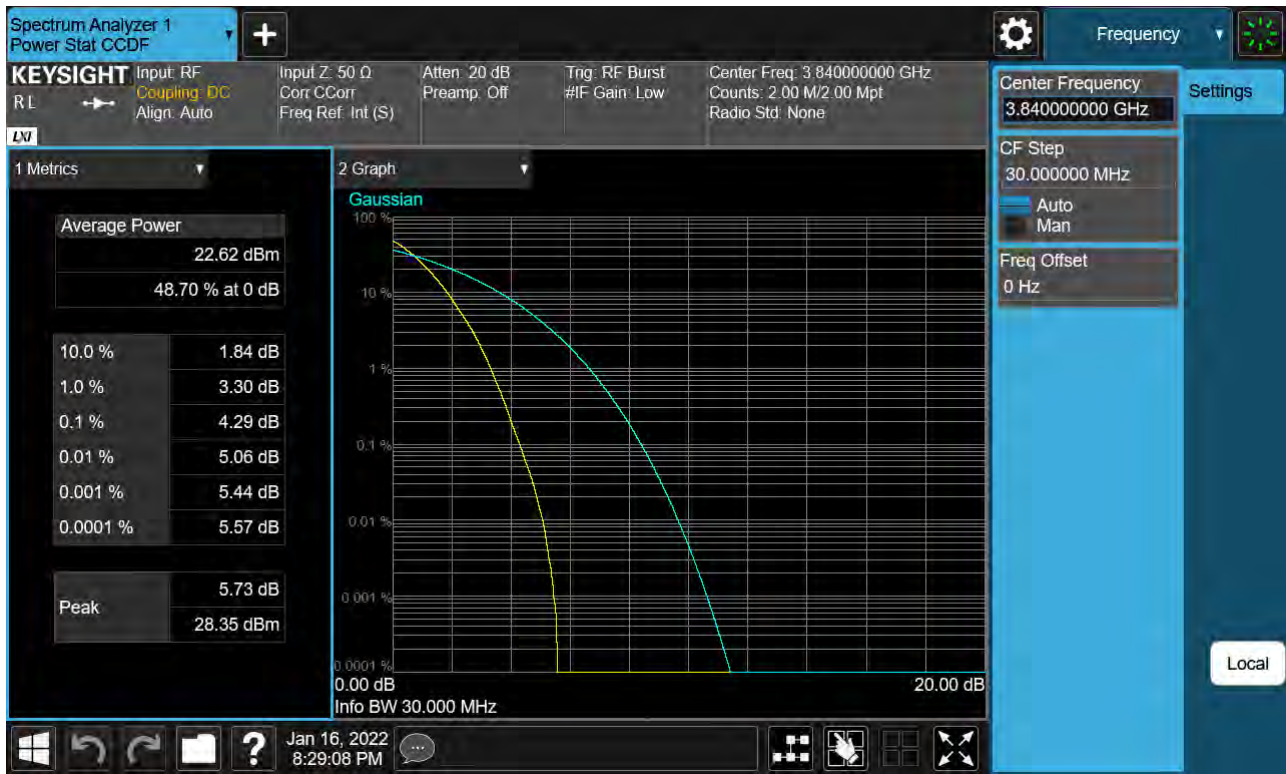 Spectrum Analyzer 1
Power Stat CCDF
Frequency
KEYSIGHT
RL
LXI
Input: RF
Coupling: DC
Align: Auto
Input Z: 50 Ω
Corr CCorr
Freq Ref: Int (S)
Atten: 20 dB
Preamp: Off
Trig: RF Burst
#IF Gain: Low
Center Freq: 3.840000000 GHz
Counts: 2.00 M/2.00 Mpt
Radio Std: None
Center Frequency
3.840000000 GHz
Settings
CF Step
30.000000 MHz
Auto
Man
Freq Offset
0 Hz
Local
1 Metrics
Average Power
22.62 dBm
48.70 % at 0 dB
10.0 % 1.84 dB
1.0 % 3.30 dB
0.1 % 4.29 dB
0.01 % 5.06 dB
0.001 % 5.44 dB
0.0001 % 5.57 dB
Peak
5.73 dB
28.35 dBm
2 Graph
Gaussian
100 %
10 %
1 %
0.1 %
0.01 %
0.001 %
0.0001 %
0.00 dB 20.00 dB
Info BW 30.000 MHz
?
Jan 16, 2022
8:29:08 PM